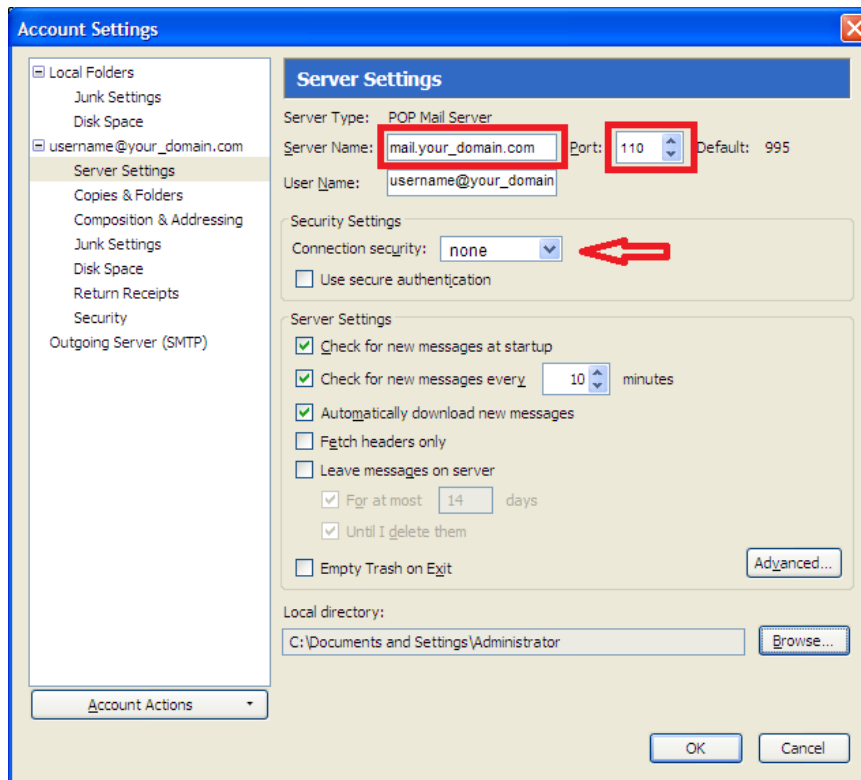 Account Settings
Local Folders
Junk Settings
Disk Space
username@your_domain.com
Server Settings
Copies & Folders
Composition & Addressing
Junk Settings
Disk Space
Return Receipts
Security
Outgoing Server (SMTP)
Account Actions
Server Settings
Server Type: POP Mail Server
Server Name: mail.your_domain.com Port: 110 Default: 995
User Name: username@your_domain
Security Settings
Connection security: none
Use secure authentication
Server Settings
Check for new messages at startup
Check for new messages every 10 minutes
Automatically download new messages
Fetch headers only
Leave messages on server
For at most 14 days
Until I delete them
Empty Trash on Exit
Advanced...
Local directory:
C:\Documents and Settings\Administrator Browse...
OK Cancel